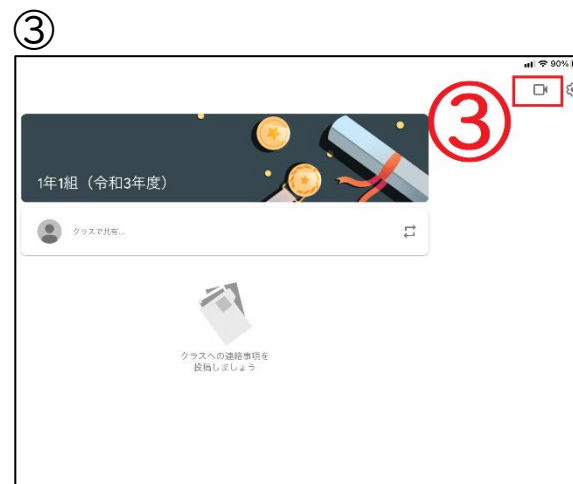 ③
90%
③
1年1組（令和3年度）
クラスで共有...
クラスへの連絡事項を
投稿しましょう